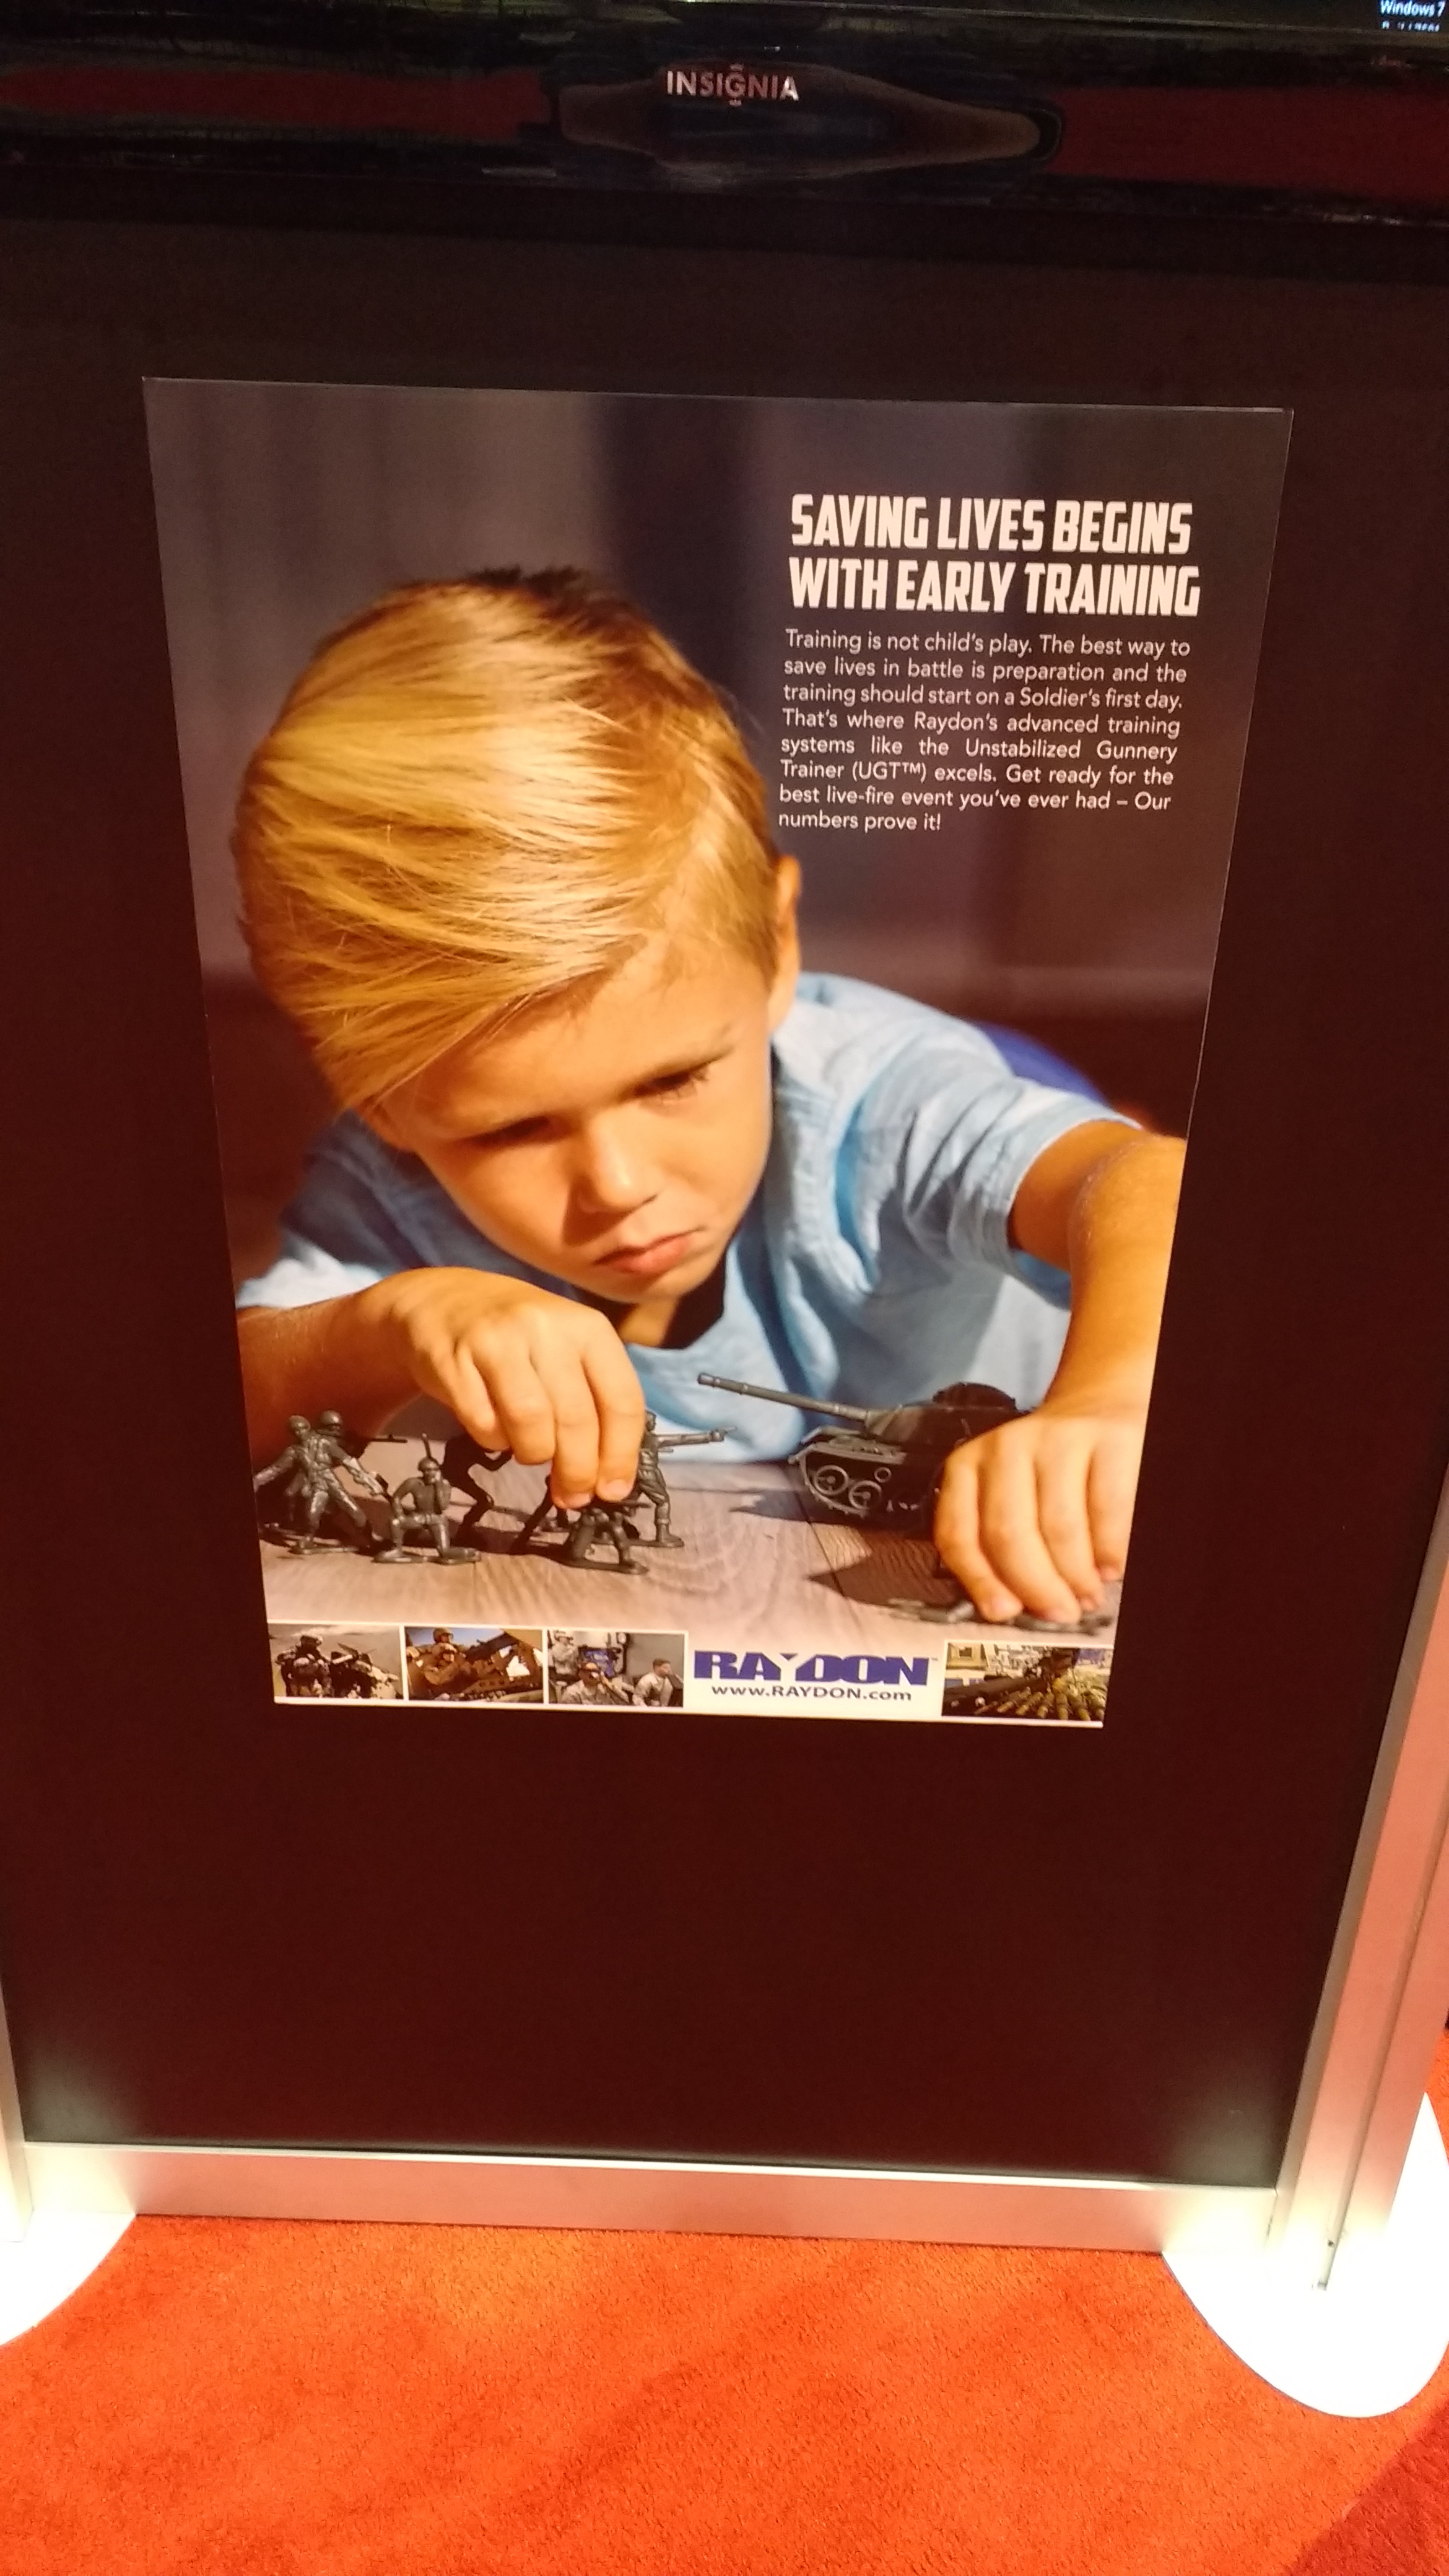 Windows 7
INSIGNIA
SAVING LIVES BEGINS
WITH EARLY TRAINING
Training is not child's play. The best way to
save lives in battle is preparation and the
training should start on a Soldier's first day.
That's where Raydon's advanced training
systems like the Unstabilized Gunnery
Trainer (UGT™) excels. Get ready for the
best live-fire event you've ever had – Our
numbers prove it!
RAYDON™
www.RAYDON.com